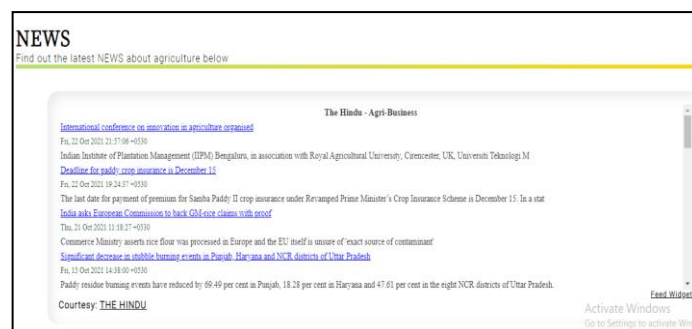 NEWS
Find out the latest NEWS about agriculture below
The Hindu - Agri-Business
International conference on innovation in agriculture organised
Fri, 22 Oct 2021 21:57:06 +0530
Indian Institute of Plantation Management (IIPM) Bengaluru, in association with Royal Agricultural University, Cirencester, UK, Universiti Teknologi M
Deadline for paddy crop insurance is December 15
Fri, 22 Oct 2021 19:24:37 +0530
The last date for payment of premium for Samba Paddy II crop insurance under Revamped Prime Minister's Crop Insurance Scheme is December 15. In a stat
India asks European Commission to back GM-rice claims with proof
Thu, 21 Oct 2021 11:18:27 +0530
Commerce Ministry asserts rice flour was processed in Europe and the EU itself is unsure of 'exact source of contaminant'
Significant decrease in stubble burning events in Punjab, Haryana and NCR districts of Uttar Pradesh
Fri, 15 Oct 2021 14:38:00 +0530
Paddy residue burning events have reduced by 69.49 per cent in Punjab, 18.28 per cent in Haryana and 47.61 per cent in the eight NCR districts of Uttar Pradesh.
Feed Widget
Courtesy: THE HINDU
Activate Windows
Go to Settings to activate Win